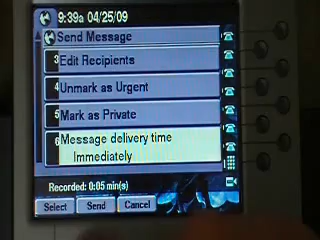 9:39a 04/25/09
Send Message
3 Edit Recipients
4 Unmark as Urgent
5 Mark as Private
6 Message delivery time
Immediately
Recorded: 0:05 min(s)
Select Send Cancel